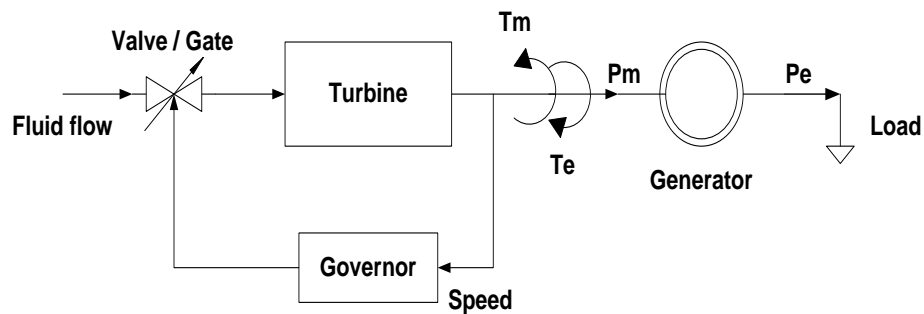 Tm
Valve / Gate
Turbine
Pm
Pe
Fluid flow
Te
Load
Generator
Governor
Speed